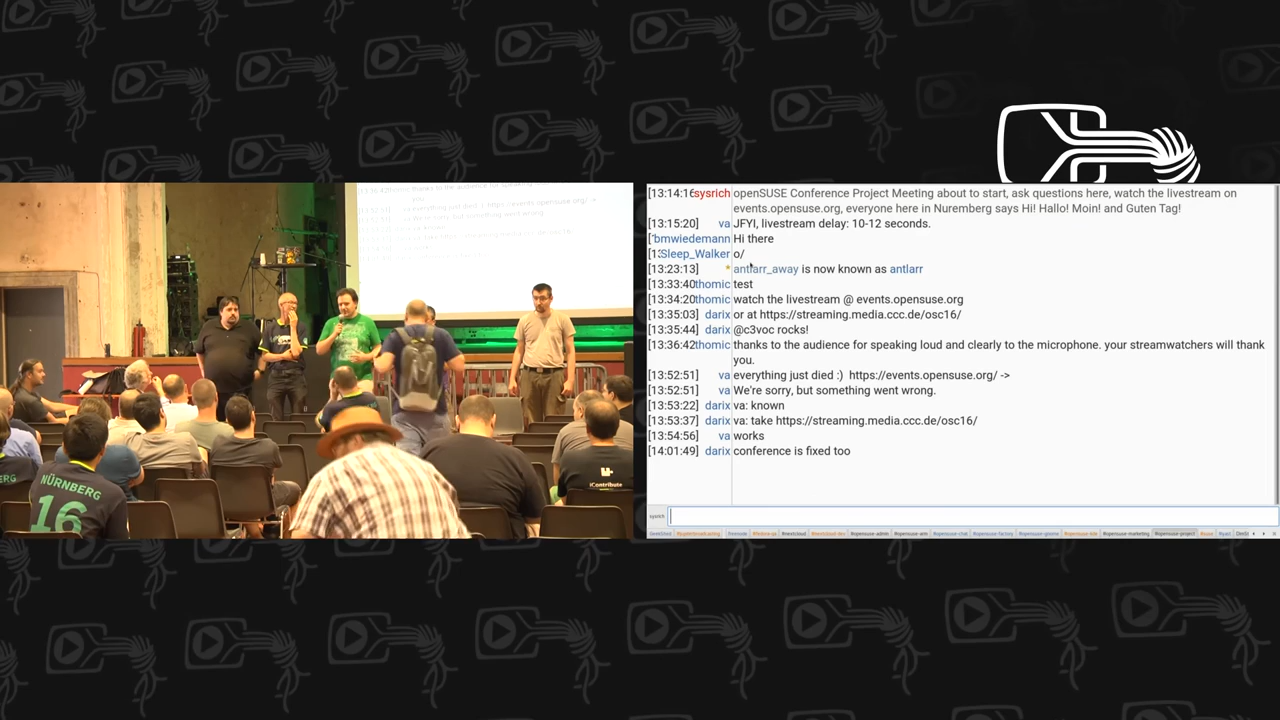 [13:14:16 sysrich openSUSE Conference Project Meeting about to start, ask questions here, watch the livestream on
events.opensuse.org, everyone here in Nuremberg says Hi! Hallo! Moin! and Guten Tag!
[13:15:20] va JFYI, livestream delay: 10-12 seconds.
bmwiedemann Hi there
Sleep_Walker o/
[13:23:13] * antlarr_away is now known as antlarr
[13:33:40 thomic test
[13:34:20 thomic watch the livestream @ events.opensuse.org
[13:35:03] darix or at https://streaming.media.ccc.de/osc16/
[13:35:44] darix @c3voc rocks!
[13:36:42 thomic thanks to the audience for speaking loud and clearly to the microphone. your streamwatchers will thank
you.
[13:52:51] va everything just died :) https://events.opensuse.org/ ->
[13:52:51] va We're sorry, but something went wrong.
[13:53:22] darix va: known
[13:53:37] darix va: take https://streaming.media.ccc.de/osc16/
[13:54:56] va works
[14:01:49] darix conference is fixed too
sysrich
NÜRNBERG
16
iContribute